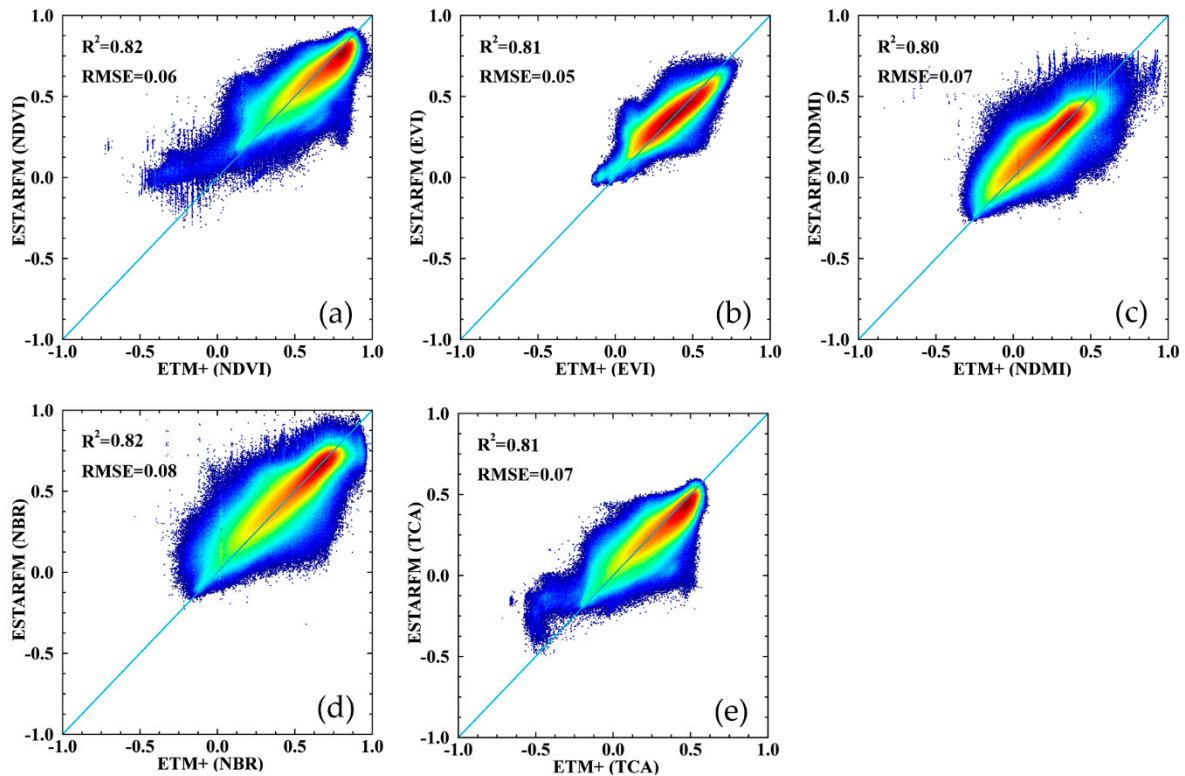 1.0
R²=0.82
RMSE=0.06
0.5
ESTARFM (NDVI)
0.0
-0.5
(a)
-1.0
-1.0 -0.5 0.0 0.5 1.0
ETM+ (NDVI)
1.0
R²=0.81
RMSE=0.05
0.5
ESTARFM (EVI)
0.0
-0.5
(b)
-1.0
-1.0 -0.5 0.0 0.5 1.0
ETM+ (EVI)
1.0
R²=0.80
RMSE=0.07
0.5
ESTARFM (NDMI)
0.0
-0.5
(c)
-1.0
-1.0 -0.5 0.0 0.5 1.0
ETM+ (NDMI)
1.0
R²=0.82
RMSE=0.08
0.5
ESTARFM (NBR)
0.0
-0.5
(d)
-1.0
-1.0 -0.5 0.0 0.5 1.0
ETM+ (NBR)
1.0
R²=0.81
RMSE=0.07
0.5
ESTARFM (TCA)
0.0
-0.5
(e)
-1.0
-1.0 -0.5 0.0 0.5 1.0
ETM+ (TCA)